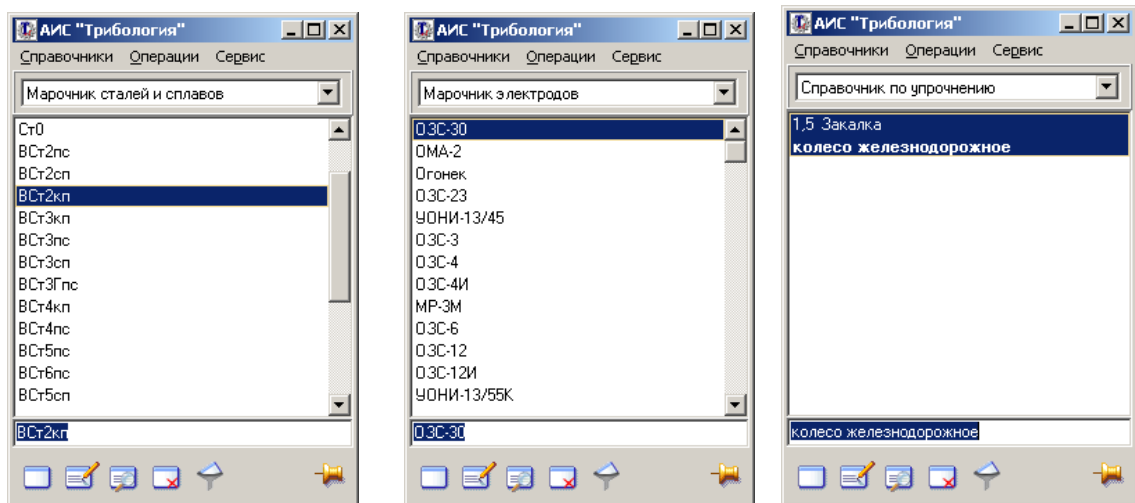 АИС "Трибология"
Справочники Операции Сервис
Марочник сталей и сплавов
Ст0
ВСт2пс
ВСт2сп
ВСт2кп
ВСт3кп
ВСт3пс
ВСт3сп
ВСт3Гпс
ВСт4кп
ВСт4пс
ВСт5пс
ВСт6пс
ВСт5сп
ВСт2кп
АИС "Трибология"
Справочники Операции Сервис
Марочник электродов
ОЗС-30
ОМА-2
Огонек
ОЗС-23
УОНИ-13/45
ОЗС-3
ОЗС-4
ОЗС-4И
МР-3М
ОЗС-6
ОЗС-12
ОЗС-12И
УОНИ-13/55К
ОЗС-30
АИС "Трибология"
Справочники Операции Сервис
Справочник по упрочнению
1,5 Закалка
колесо железнодорожное
колесо железнодорожное